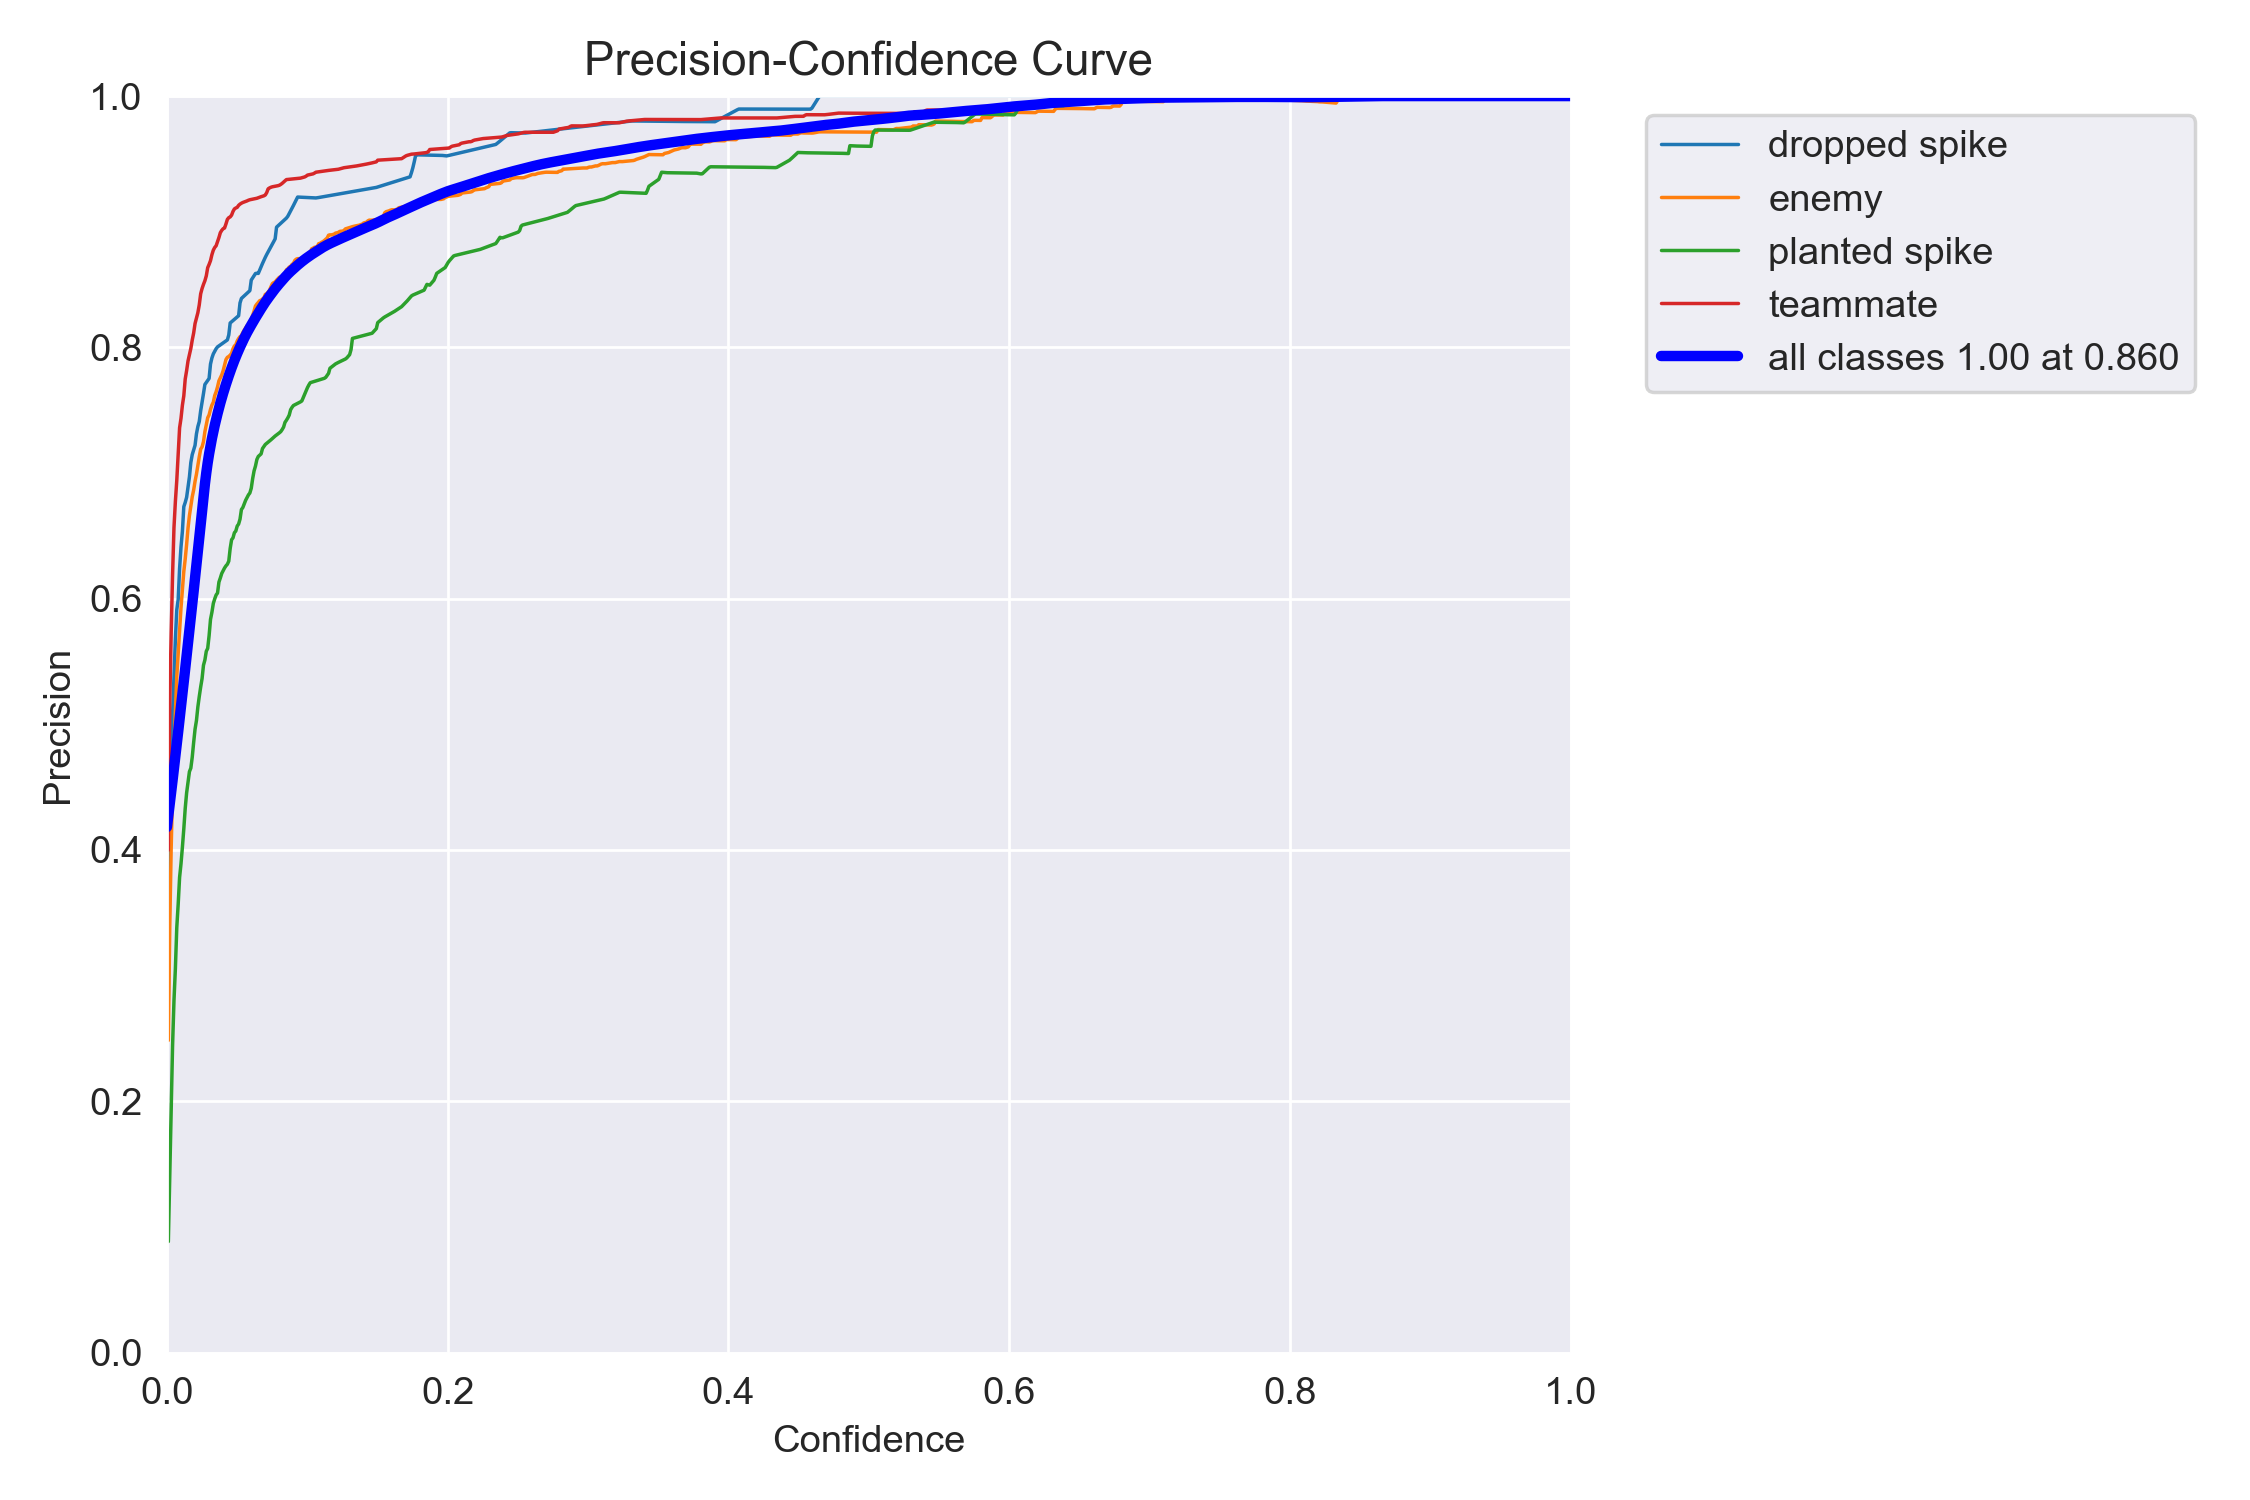 Precision-Confidence Curve
1.0
0.8
0.6
0.4
0.2
0.0
Precision
0.0 0.2 0.4 0.6 0.8 1.0
Confidence
dropped spike
enemy
planted spike
teammate
all classes 1.00 at 0.860